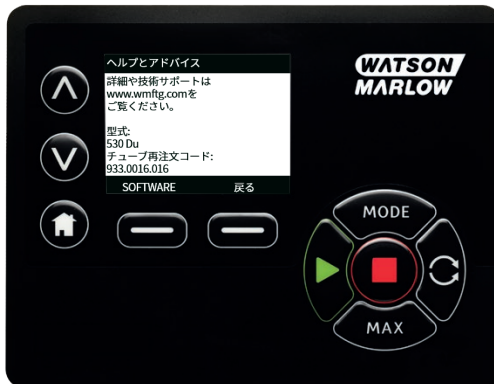 ヘルプとアドバイス
詳細や技術サポートは
www.wmftg.comを
ご覧ください。
型式:
530 Du
チューブ再注文コード:
933.0016.016
SOFTWARE 戻る
WATSON
MARLOW
MODE
MAX